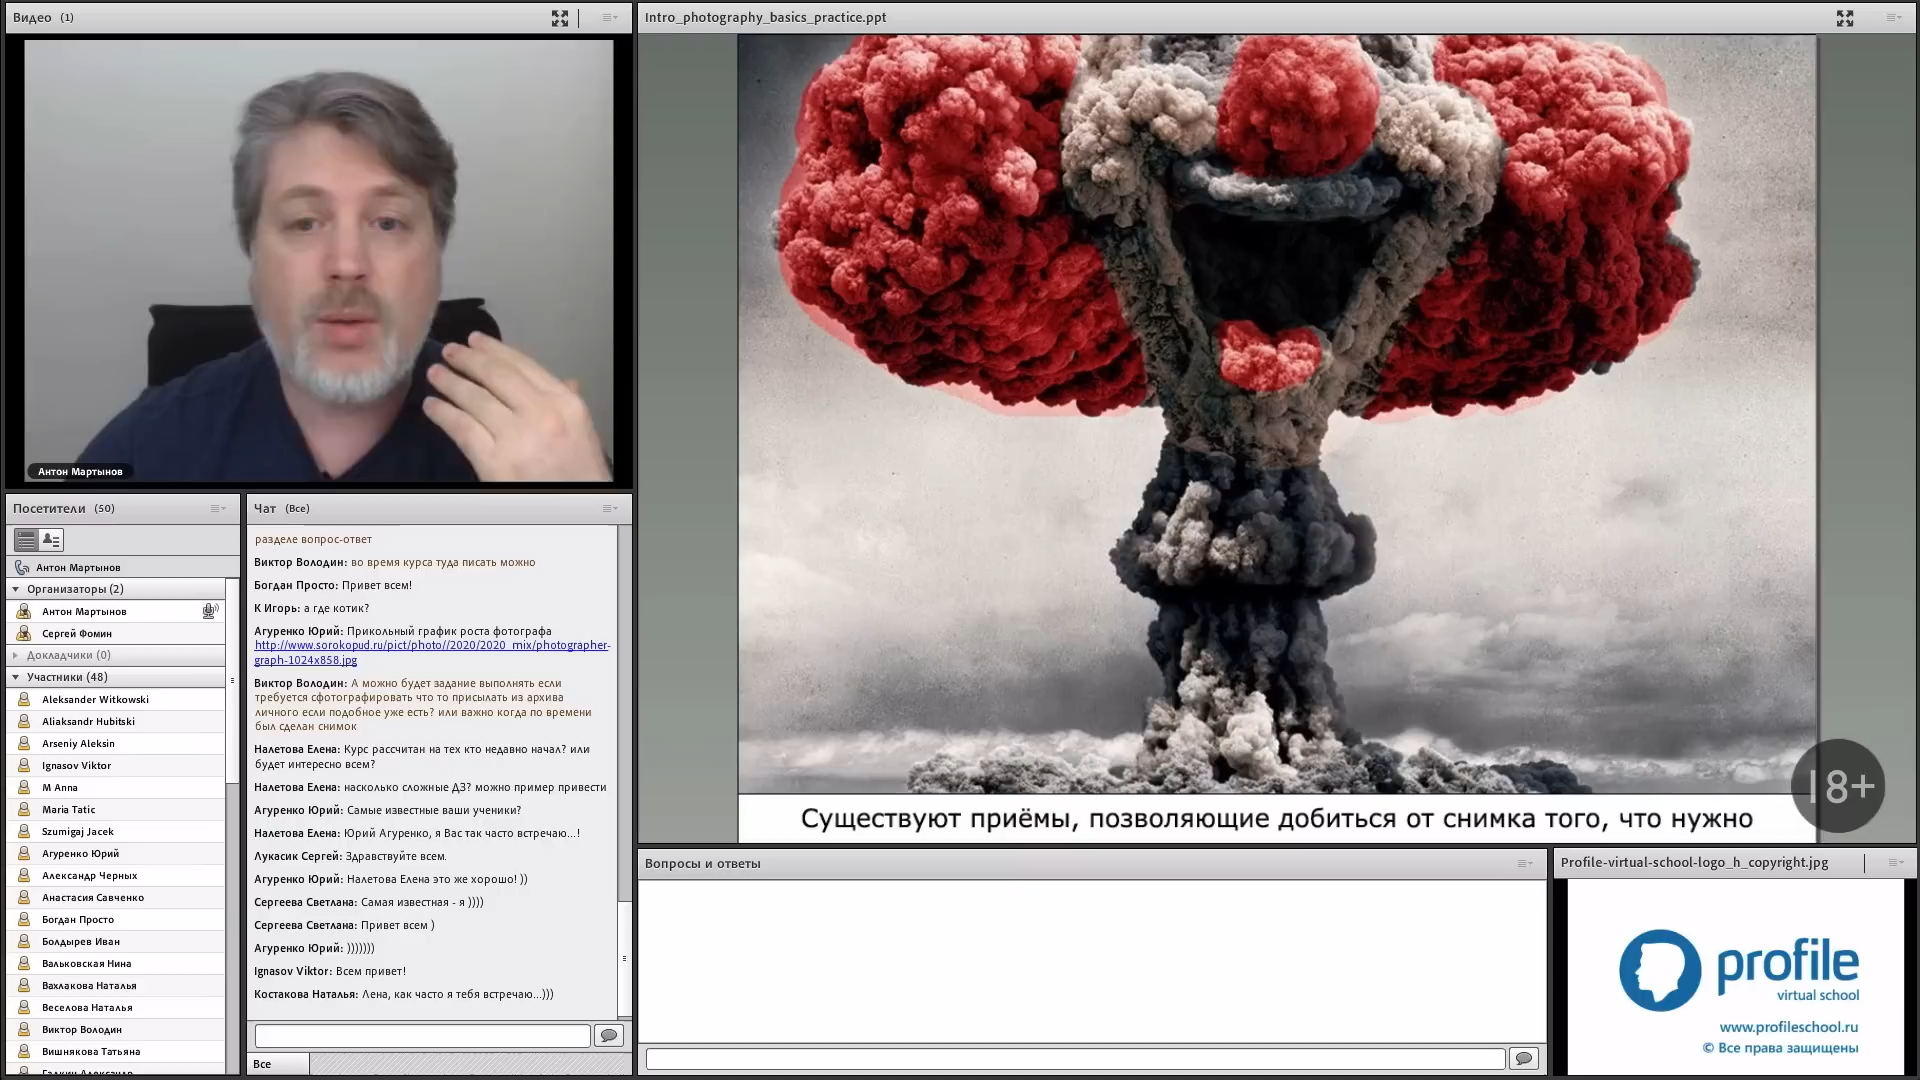 Видео (1)
Антон Мартынов
Посетители (50)
Антон Мартынов
Организаторы (2)
Антон Мартынов
Сергей Фомин
Докладчики (0)
Участники (48)
Aleksander Witkowski
Aliaksandr Hubitski
Arseniy Aleksin
Ignasov Viktor
M Anna
Maria Tatic
Szumigaj Jacek
Агуренко Юрий
Александр Черных
Анастасия Савченко
Богдан Просто
Болдырев Иван
Вальковская Нина
Вахлакова Наталья
Веселова Наталья
Виктор Володин
Вишнякова Татьяна
Галкин Александр
Чат (Все)
разделе вопрос-ответ
Виктор Володин: во время курса туда писать можно
Богдан Просто: Привет всем!
К Игорь: а где котик?
Агуренко Юрий: Прикольный график роста фотографа
http://www.sorokopud.ru/pict/photo//2020/2020_mix/photographer-
graph-1024x858.jpg
Виктор Володин: А можно будет задание выполнять если
требуется сфотографировать что то присылать из архива
личного если подобное уже есть? или важно когда по времени
был сделан снимок
Налетова Елена: Курс рассчитан на тех кто недавно начал? или
будет интересно всем?
Налетова Елена: насколько сложные ДЗ? можно пример привести
Агуренко Юрий: Самые известные ваши ученики?
Налетова Елена: Юрий Агуренко, я Вас так часто встречаю...!
Лукасик Сергей: Здравствуйте всем.
Агуренко Юрий: Налетова Елена это же хорошо! ))
Сергеева Светлана: Самая известная - я ))))
Сергеева Светлана: Привет всем )
Агуренко Юрий: )))))))
Ignasov Viktor: Всем привет!
Костакова Наталья: Лена, как часто я тебя встречаю...)))
Все
Intro_photography_basics_practice.ppt
18+
Существуют приёмы, позволяющие добиться от снимка того, что нужно
Вопросы и ответы
Profile-virtual-school-logo_h_copyright.jpg
profile
virtual school
www.profileschool.ru
© Все права защищены